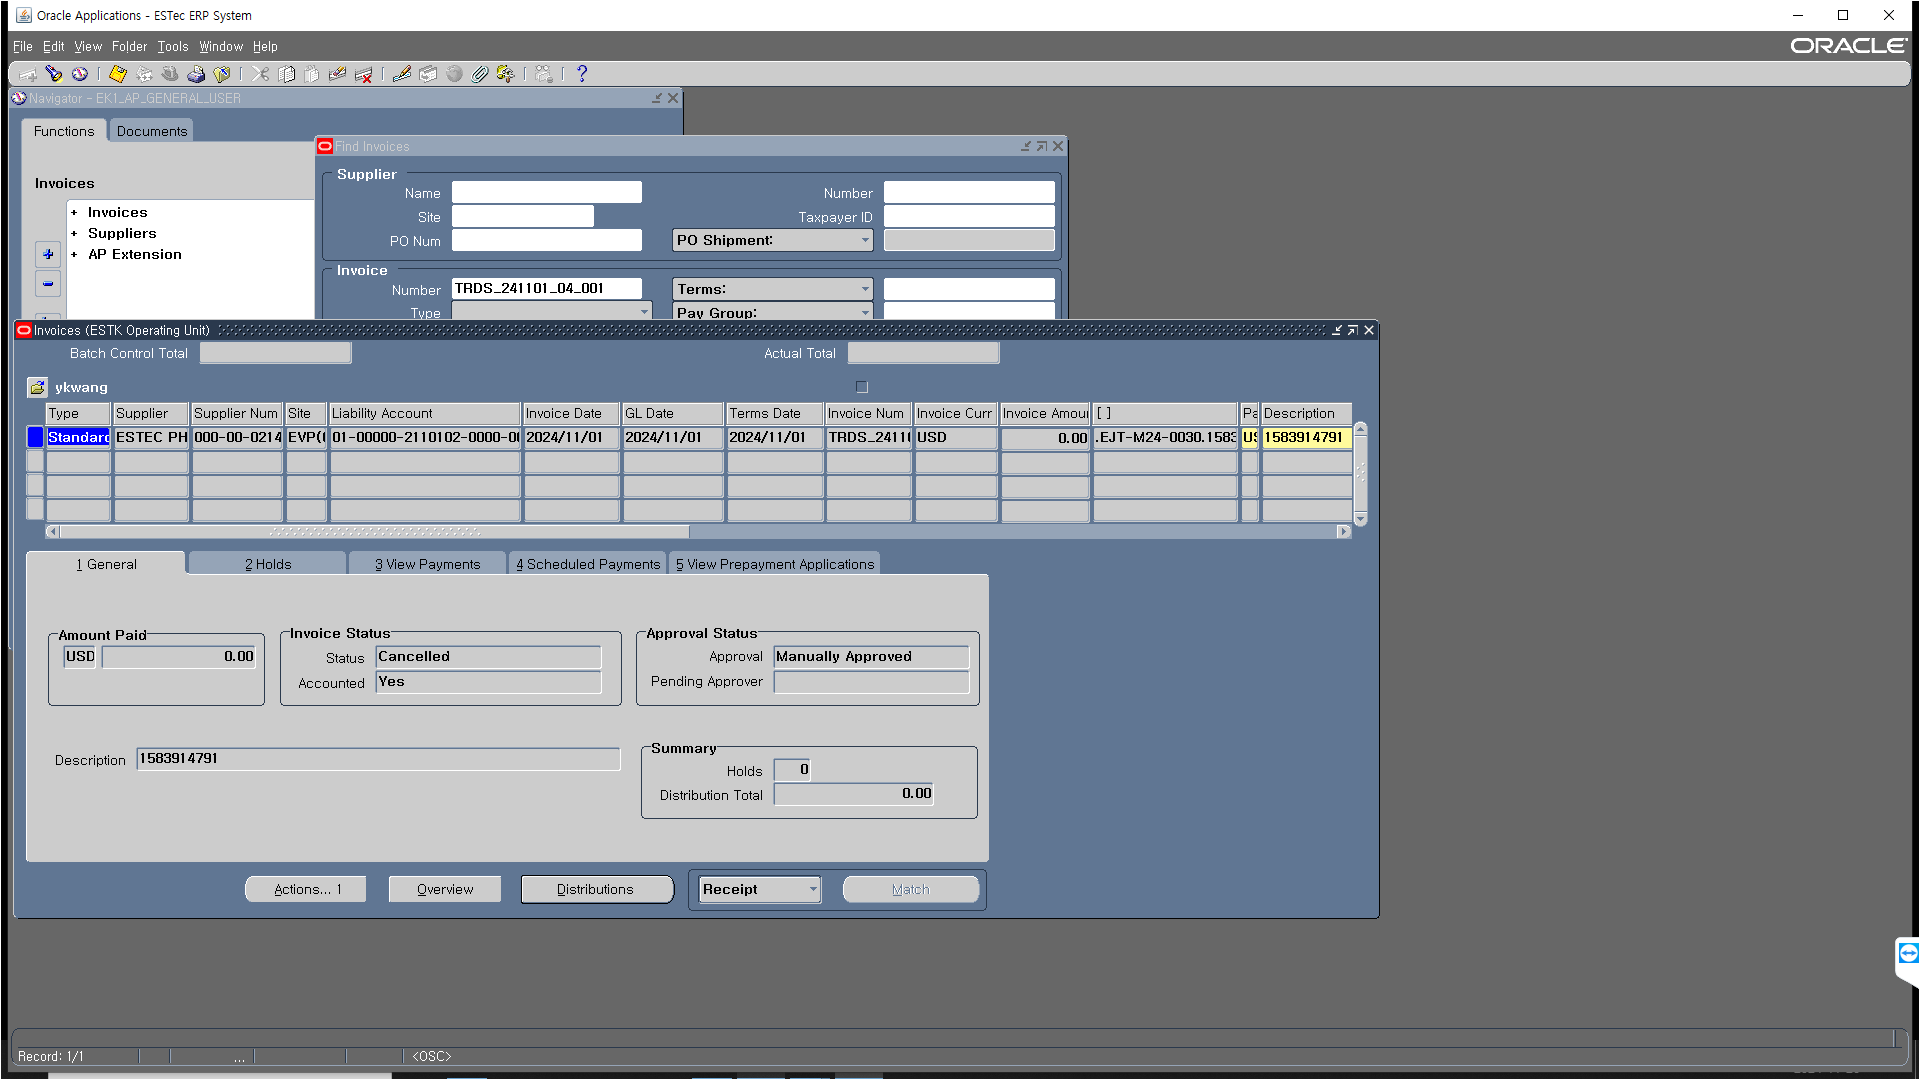 Oracle Applications - ESTec ERP System
File Edit View Folder Tools Window Help
ORACLE
Navigator - EK1_AP_GENERAL_USER
Functions Documents
Find Invoices
Supplier
Name Number
Site Taxpayer ID
PO Num PO Shipment:
Invoices
+ Invoices
+ Suppliers
+ AP Extension
Invoice
Number TRDS_241101_04_001 Terms:
Type Pay Group:
Invoices (ESTK Operating Unit)
Batch Control Total Actual Total
ykwang
Type Supplier Supplier Num Site Liability Account Invoice Date GL Date Terms Date Invoice Num Invoice Curr Invoice Amou [ ] Pa Description
Standard ESTEC PH 000-00-0214 EVP( 01-00000-2110102-0000-00 2024/11/01 2024/11/01 2024/11/01 TRDS_2411 USD 0.00 .EJT-M24-0030.1583 US 1583914791
1 General 2 Holds 3 View Payments 4 Scheduled Payments 5 View Prepayment Applications
Amount Paid Invoice Status Approval Status
USD 0.00 Status Cancelled Approval Manually Approved
Accounted Yes Pending Approver
Description 1583914791
Summary
Holds 0
Distribution Total 0.00
Actions... 1 Overview Distributions Receipt Match
Record: 1/1 ... <OSC>